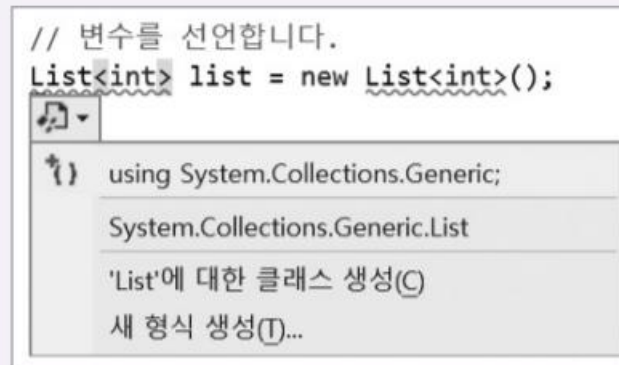 // 변수를 선언합니다.
List<int> list = new List<int>();
using System.Collections.Generic;
System.Collections.Generic.List
'List'에 대한 클래스 생성(C)
새 형식 생성(T)...